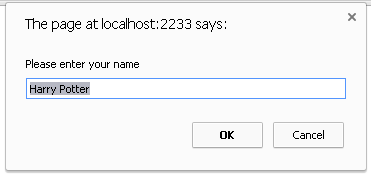 The page at localhost:2233 says:
Please enter your name
Harry Potter
OK Cancel